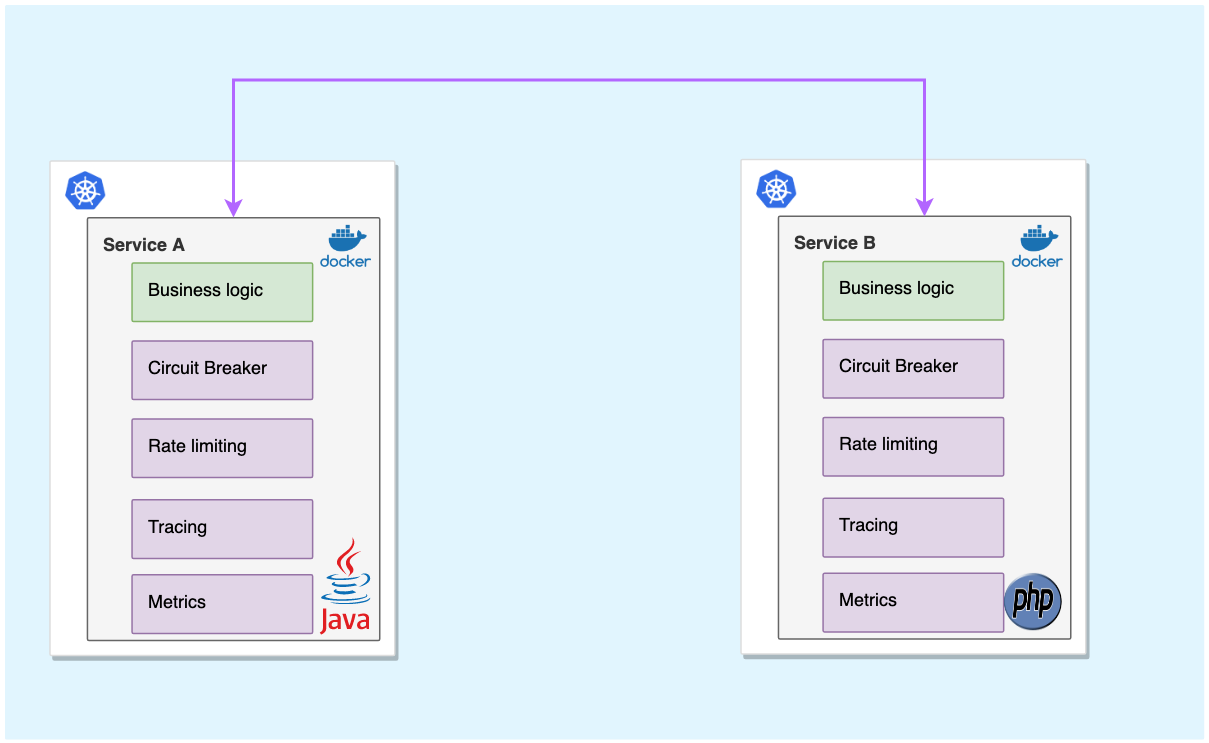 Service A
docker
Business logic
Circuit Breaker
Rate limiting
Tracing
Metrics
Java
Service B
docker
Business logic
Circuit Breaker
Rate limiting
Tracing
Metrics
php